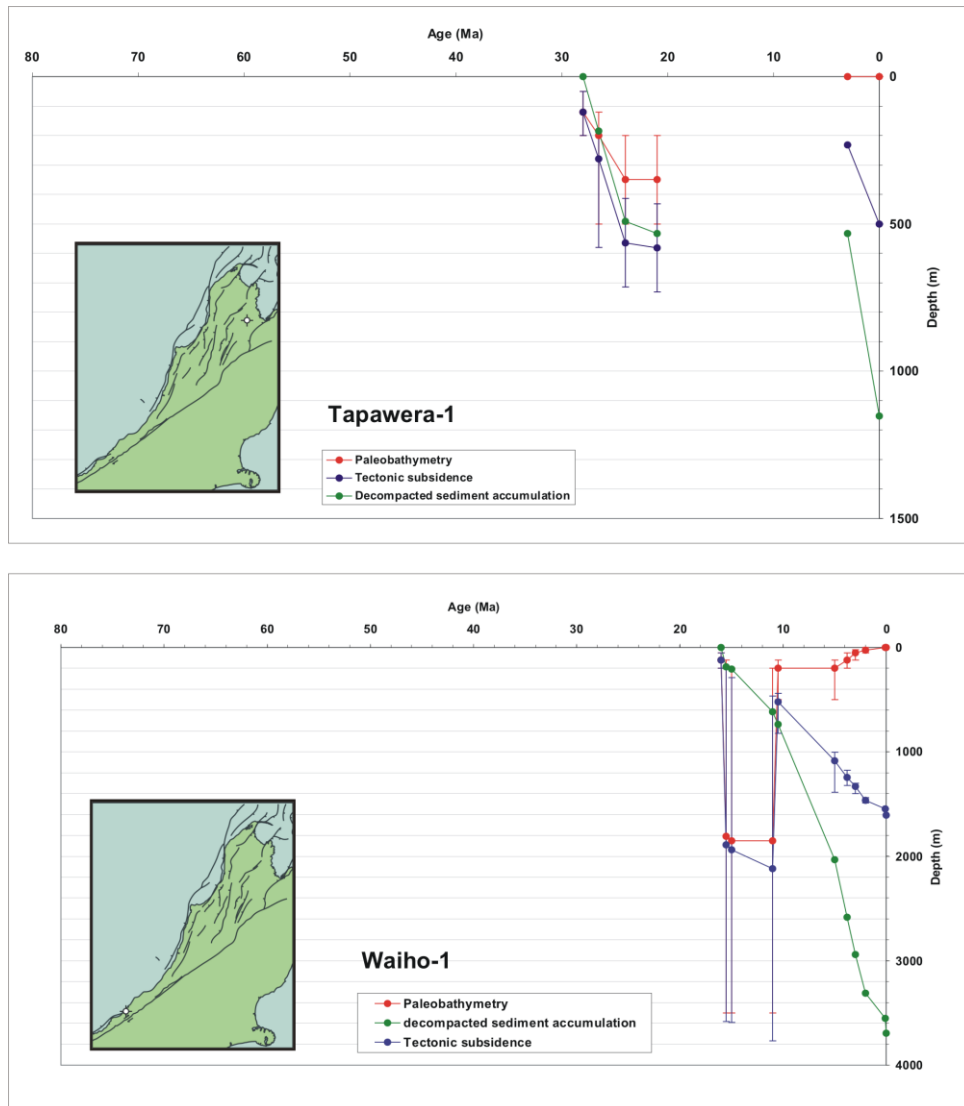 Age (Ma)
80 70 60 50 40 30 20 10 0
0
500
1000
1500
Depth (m)
Tapawera-1
Paleobathymetry
Tectonic subsidence
Decompacted sediment accumulation
Age (Ma)
80 70 60 50 40 30 20 10 0
0
1000
2000
3000
4000
Depth (m)
Waiho-1
Paleobathymetry
decompacted sediment accumulation
Tectonic subsidence